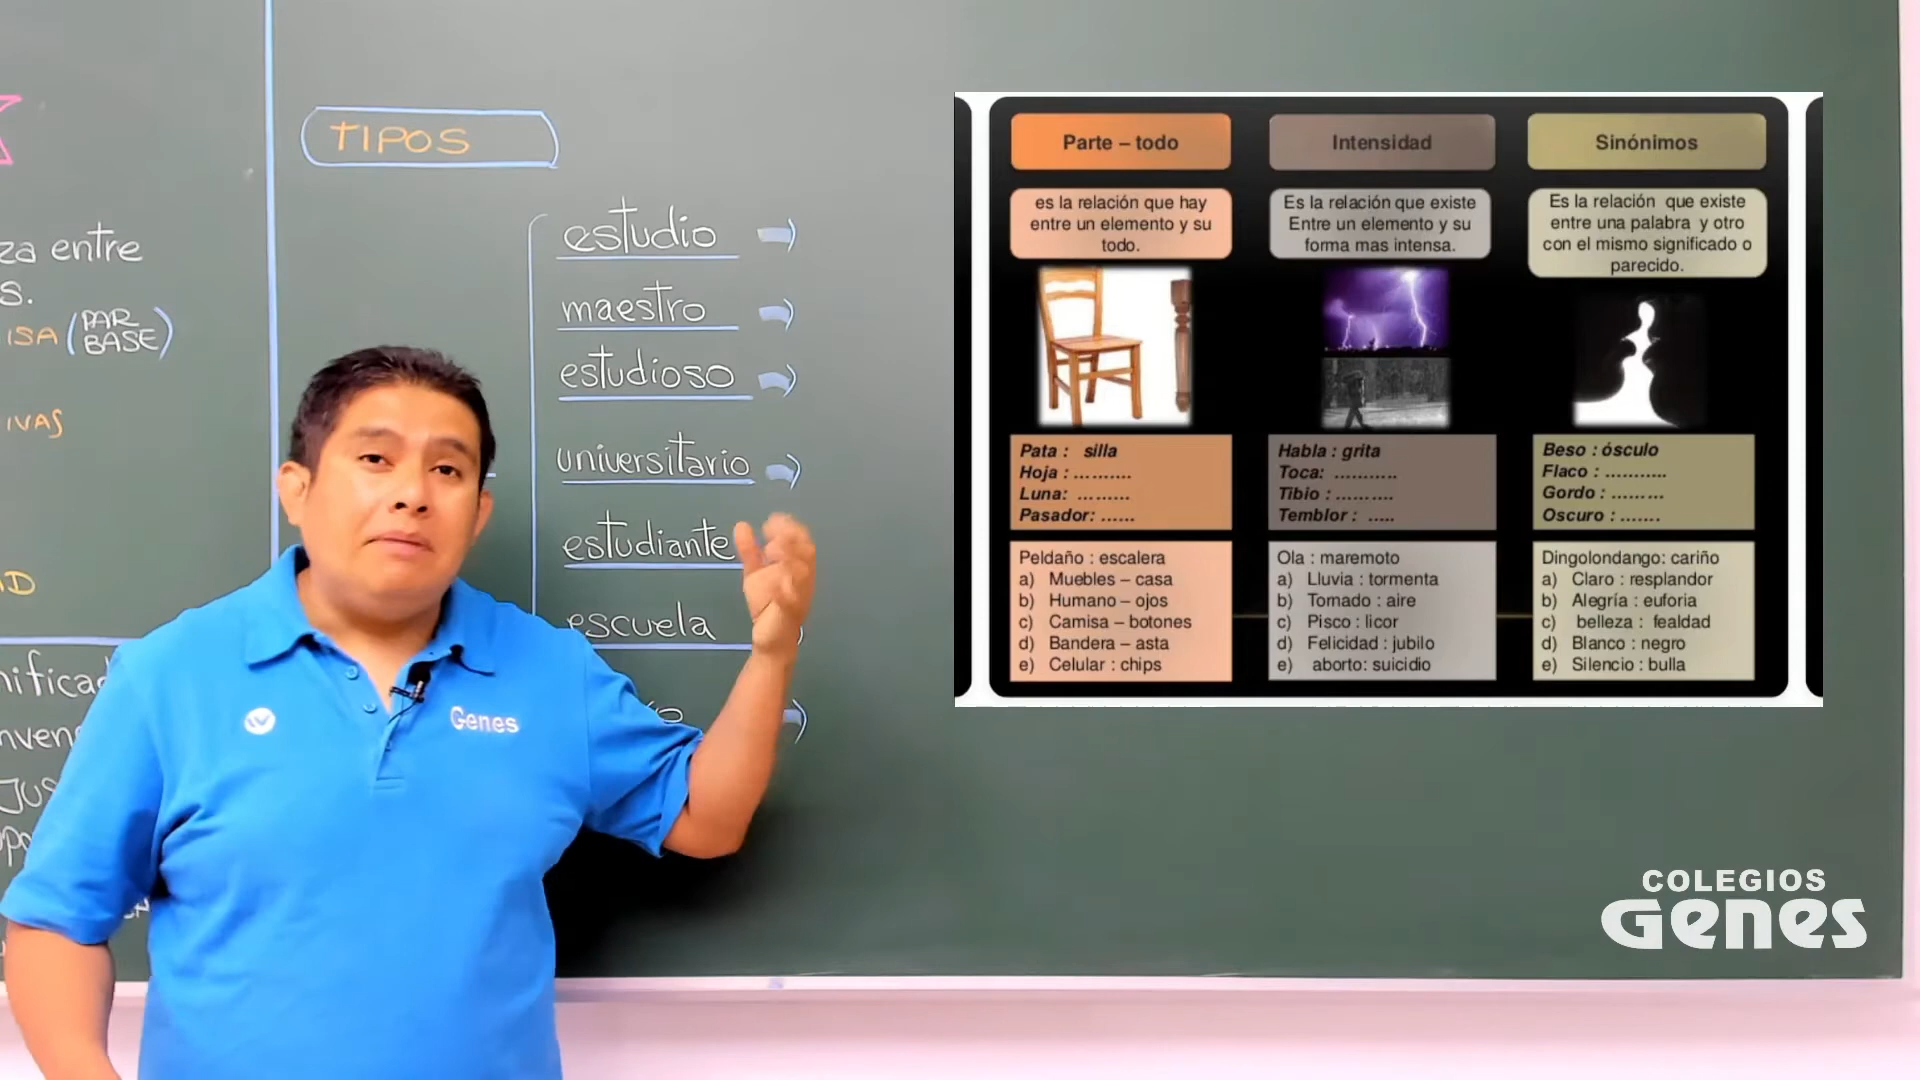 za entre
s.
ISA (PAR
BASE)
IVAS
TIPOS
estudio
maestro
estudioso
universitario
estudiante
escuela
Genes
Parte – todo
es la relación que hay
entre un elemento y su
todo.
Pata : silla
Hoja : ..........
Luna: .........
Pasador: ......
Peldaño : escalera
a) Muebles – casa
b) Humano – ojos
c) Camisa – botones
d) Bandera – asta
e) Celular : chips
Intensidad
Es la relación que existe
Entre un elemento y su
forma mas intensa.
Habla : grita
Toca: ...........
Tibio : ..........
Temblor : .....
Ola : maremoto
a) Lluvia : tormenta
b) Tornado : aire
c) Pisco : licor
d) Felicidad : jubilo
e) aborto: suicidio
Sinónimos
Es la relación que existe
entre una palabra y otro
con el mismo significado o
parecido.
Beso : ósculo
Flaco : ...........
Gordo : .........
Oscuro : .......
Dingolondango: cariño
a) Claro : resplandor
b) Alegría : euforia
c) belleza : fealdad
d) Blanco : negro
e) Silencio : bulla
COLEGIOS
GENES